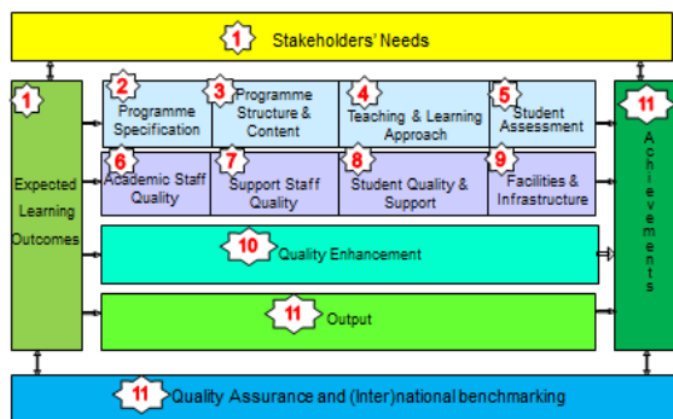 1 Stakeholders' Needs
1
Expected
Learning
Outcomes
2
Programme
Specification
3
Programme
Structure &
Content
4
Teaching & Learning
Approach
5
Student
Assessment
6
Academic Staff
Quality
7
Support Staff
Quality
8
Student Quality &
Support
9
Facilities &
Infrastructure
10 Quality Enhancement
11 Output
11
Achievements
11 Quality Assurance and (Inter)national benchmarking